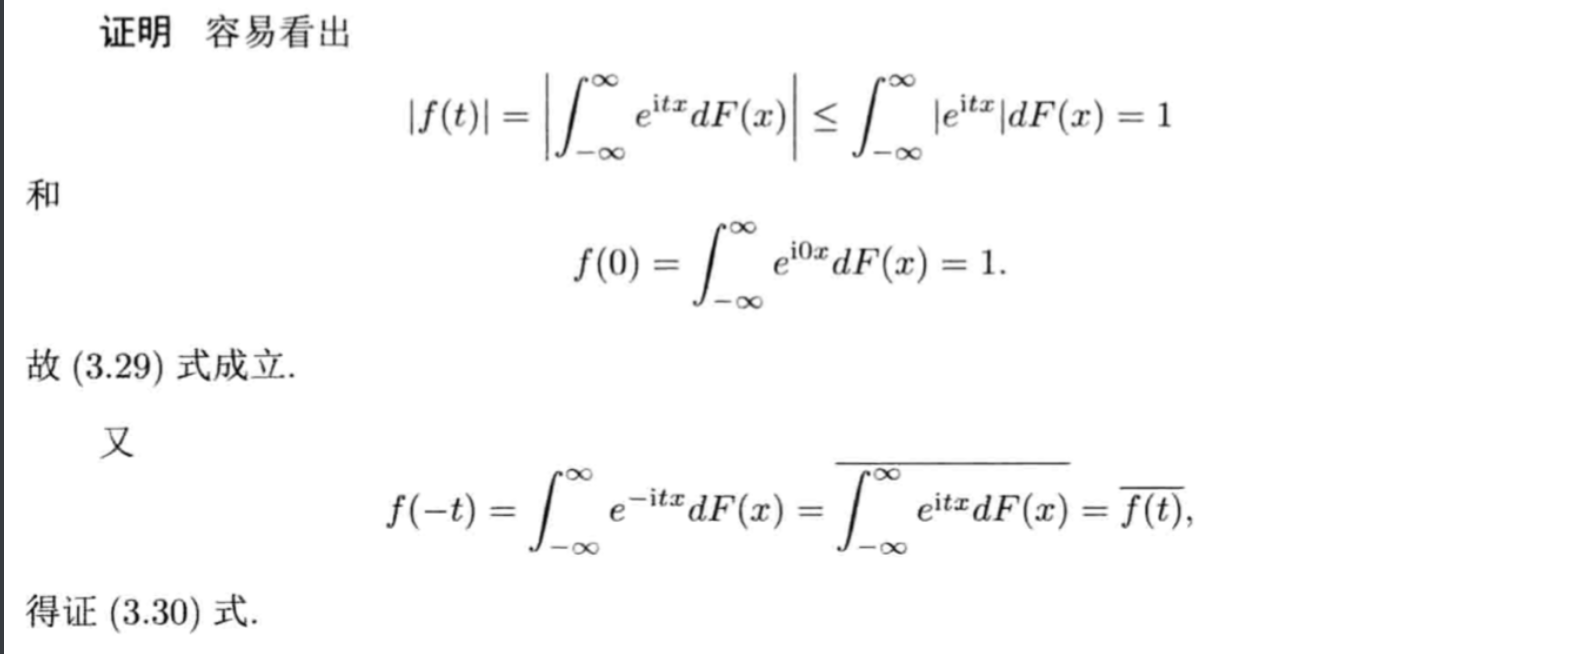 证明 容易看出
|f(t)| = |∫_{-∞}^{∞} e^{itx}dF(x)| ≤ ∫_{-∞}^{∞} |e^{itx}|dF(x) = 1
和
f(0) = ∫_{-∞}^{∞} e^{i0x}dF(x) = 1.
故 (3.29) 式成立.
又
f(-t) = ∫_{-∞}^{∞} e^{-itx}dF(x) = \overline{∫_{-∞}^{∞} e^{itx}dF(x)} = \overline{f(t)},
得证 (3.30) 式.